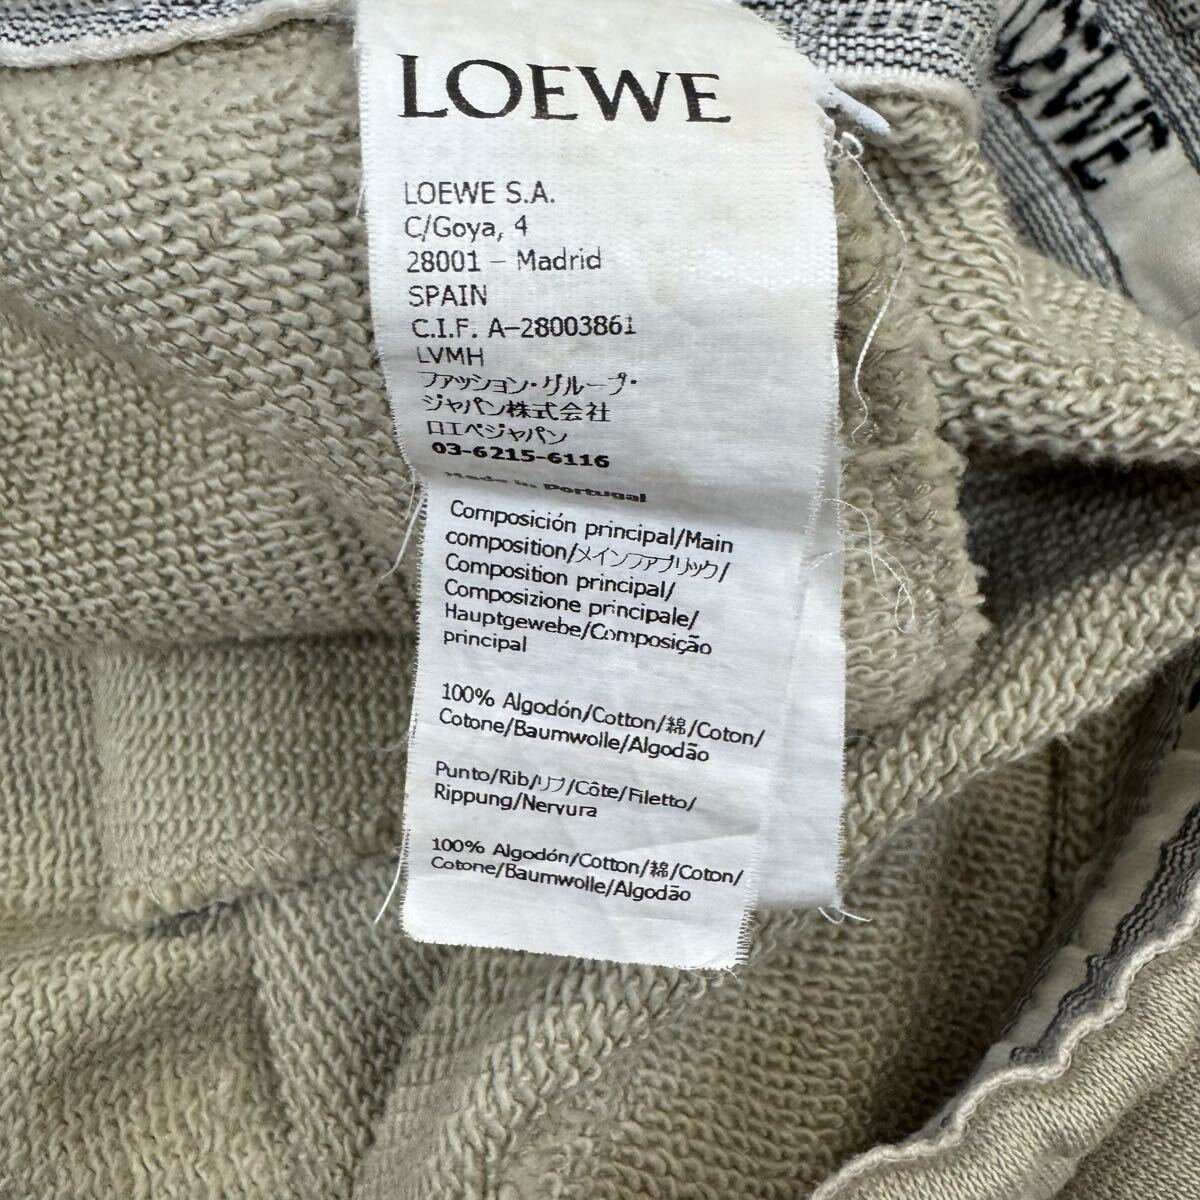 LOEWE
LOEWE S.A.
C/Goya, 4
28001 – Madrid
SPAIN
C.I.F. A-28003861
LVMH
ファッション・グループ・
ジャパン株式会社
ロエベジャパン
03-6215-6116
Made in Portugal
Composición principal/Main
composition/メインファブリック/
Composition principal/
Composizione principale/
Hauptgewebe/Composição
principal
100% Algodón/Cotton/綿/Coton/
Cotone/Baumwolle/Algodão
Punto/Rib/リブ/Côte/Filetto/
Rippung/Nervura
100% Algodón/Cotton/綿/Coton/
Cotone/Baumwolle/Algodão